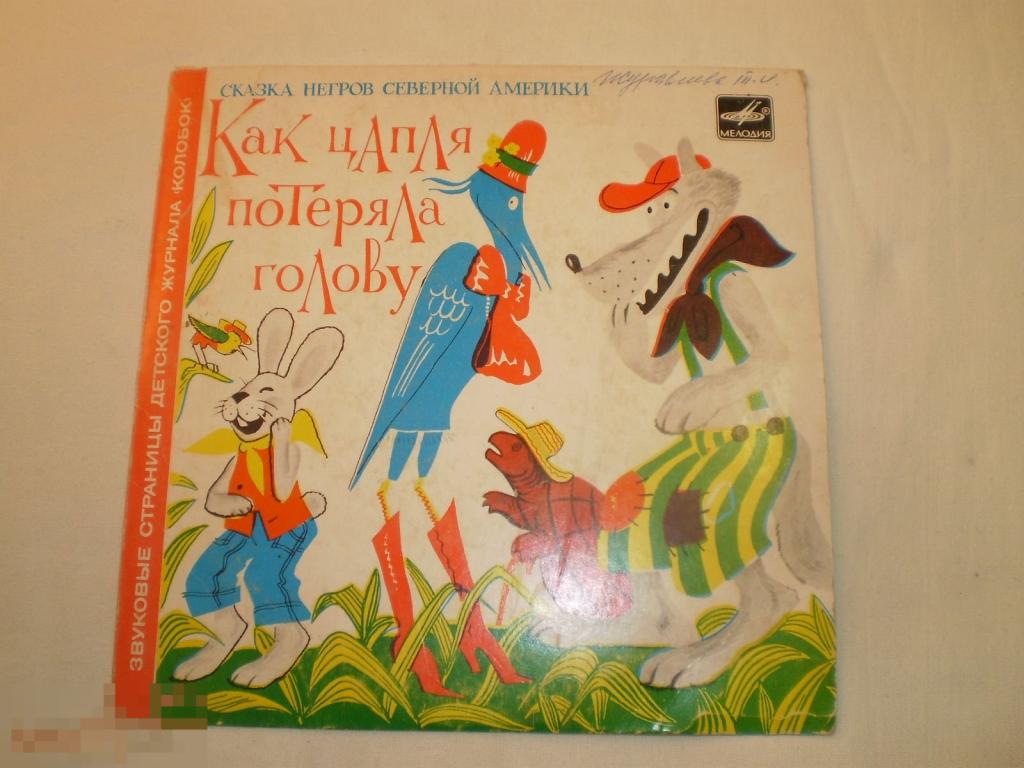 СКАЗКА НЕГРОВ СЕВЕРНОЙ АМЕРИКИ
Как цапля
потеряла
голову
МЕЛОДИЯ
ЗВУКОВЫЕ СТРАНИЦЫ ДЕТСКОГО ЖУРНАЛА «КОЛОБОК»